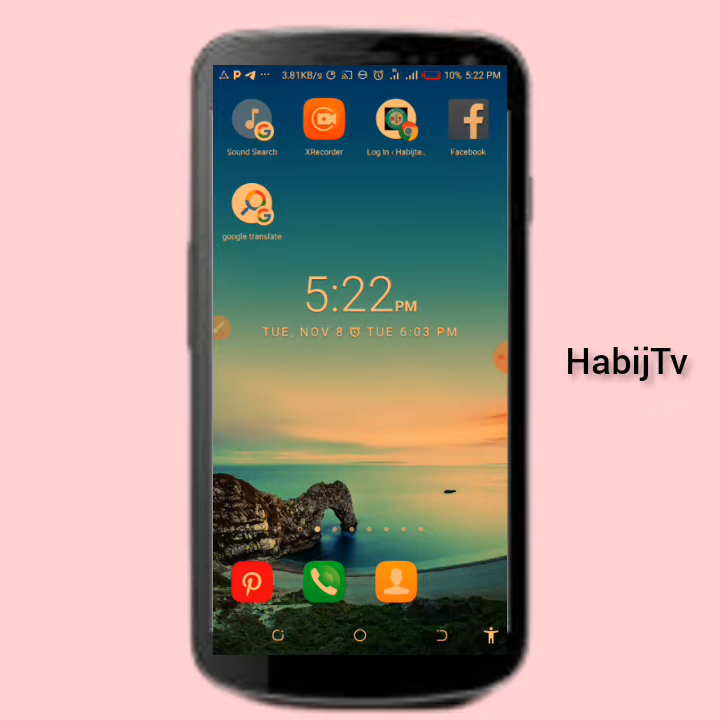 3.81KB/s 10% 5:22 PM
Sound Search XRecorder Log In ‹ Habijte.. Facebook
google translate
5:22PM
TUE, NOV 8 TUE 6:03 PM
HabijTv